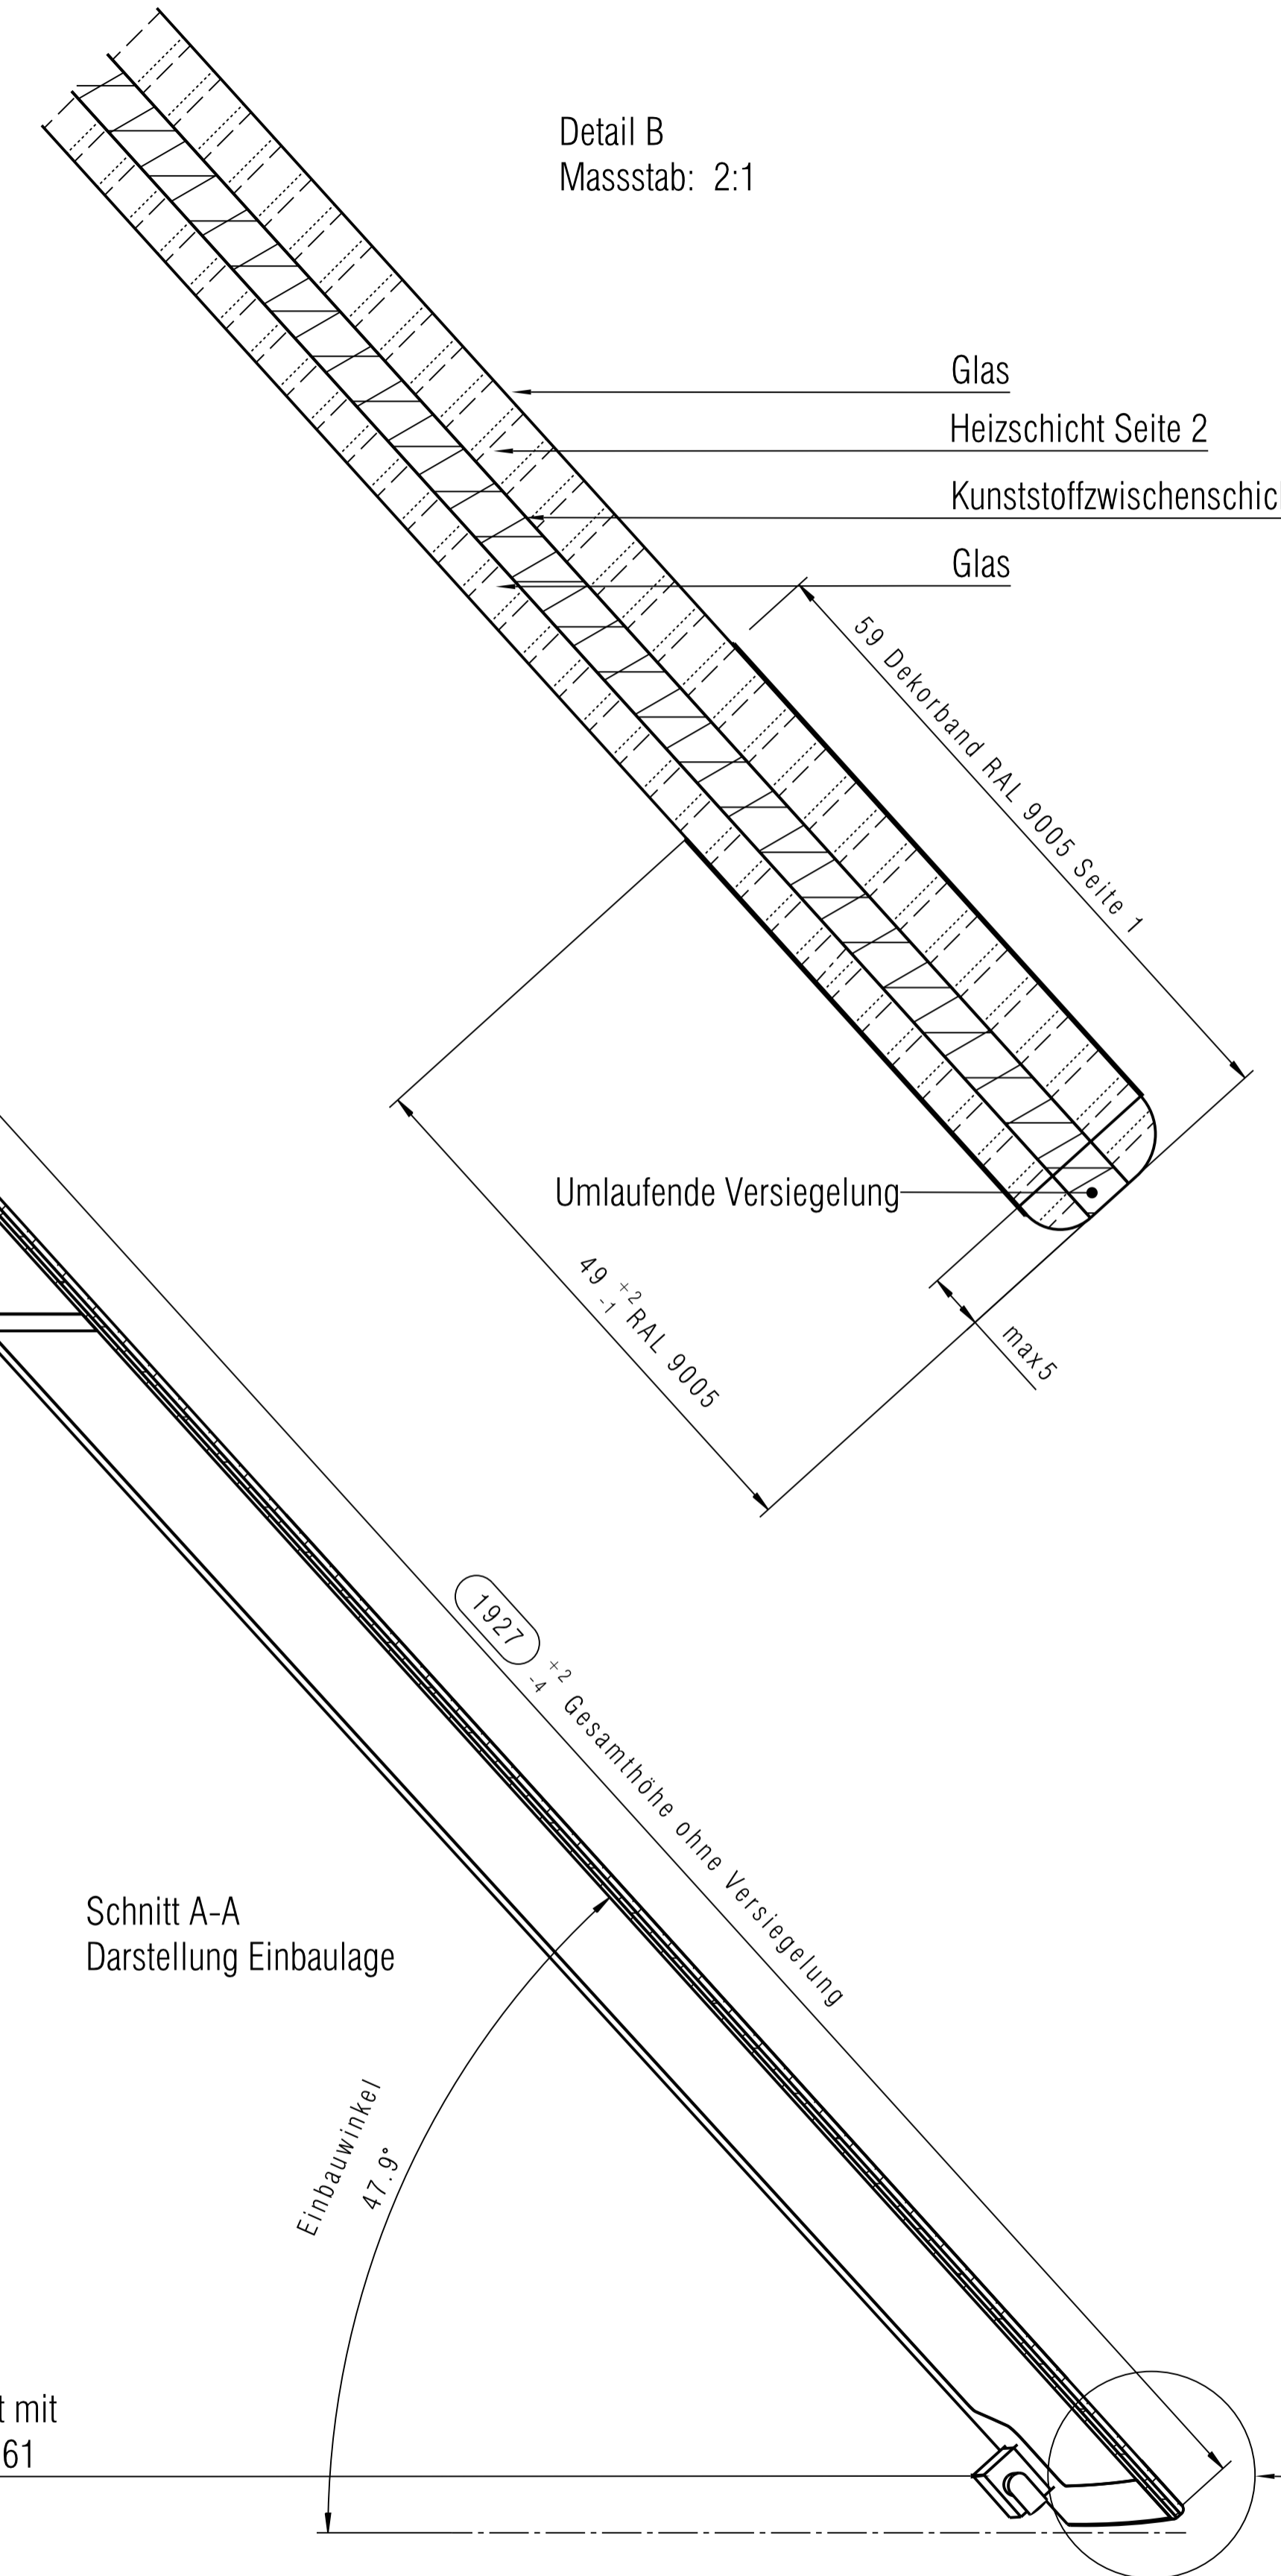 Detail B
Massstab: 2:1
Glas
Heizschicht Seite 2
Glas
59 Dekorband RAL 9005 Seite 1
Umlaufende Versiegelung
49 +2 -1 RAL 9005
max5
1927 +2 -4 Gesamthöhe ohne Versiegelung
Schnitt A-A
Darstellung Einbaulage
Einbauwinkel
47.9°
mit
61